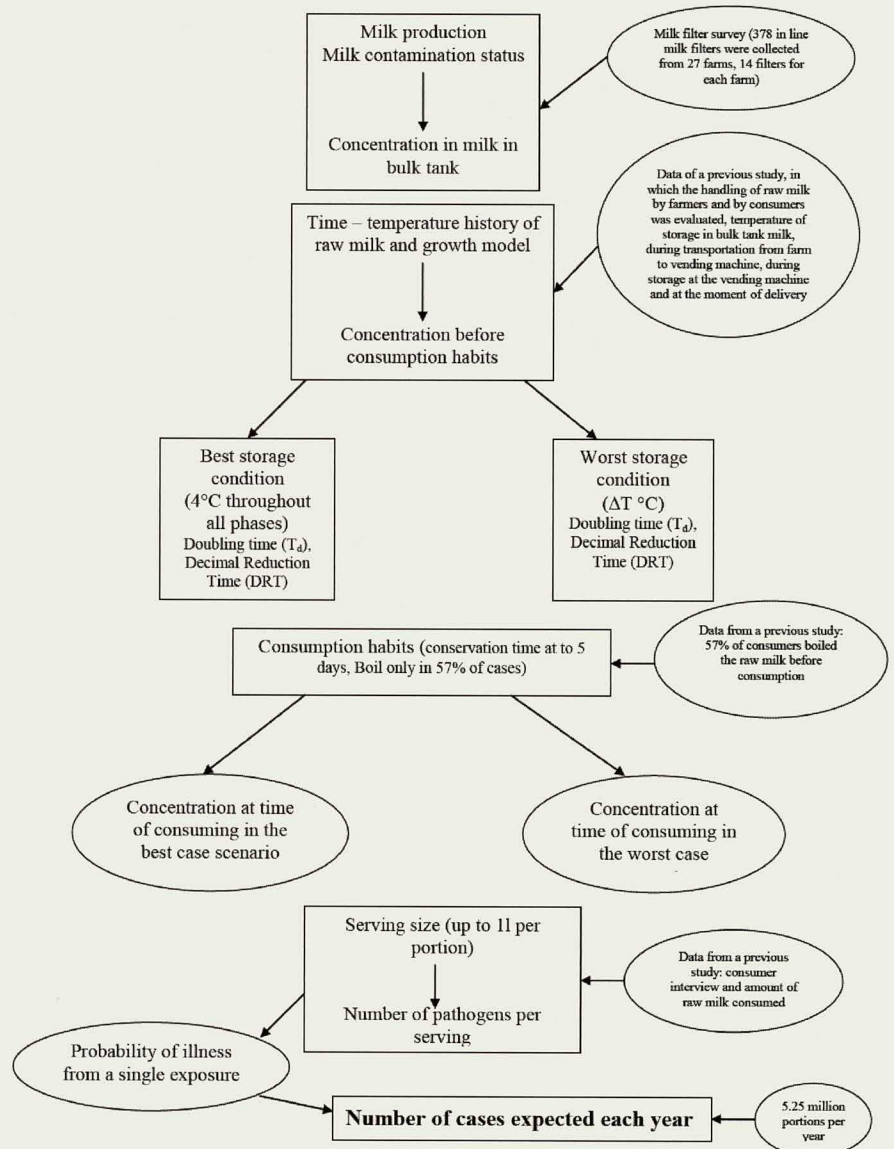 Milk production
Milk contamination status
Concentration in milk in
bulk tank
Milk filter survey (378 in line
milk filters were collected
from 27 farms, 14 filters for
each farm)
Time – temperature history of
raw milk and growth model
Concentration before
consumption habits
Data of a previous study, in
which the handling of raw milk
by farmers and by consumers
was evaluated, temperature of
storage in bulk tank milk,
during transportation from farm
to vending machine, during
storage at the vending machine
and at the moment of delivery
Best storage
condition
(4°C throughout
all phases)
Doubling time (Td),
Decimal Reduction
Time (DRT)
Worst storage
condition
(ΔT °C)
Doubling time (Td),
Decimal Reduction
Time (DRT)
Consumption habits (conservation time at to 5
days, Boil only in 57% of cases)
Data from a previous study:
57% of consumers boiled
the raw milk before
consumption
Concentration at time
of consuming in the
best case scenario
Concentration at
time of consuming in
the worst case
Serving size (up to 1l per
portion)
Number of pathogens per
serving
Data from a previous
study: consumer
interview and amount of
raw milk consumed
Probability of illness
from a single exposure
Number of cases expected each year
5.25 million
portions per
year